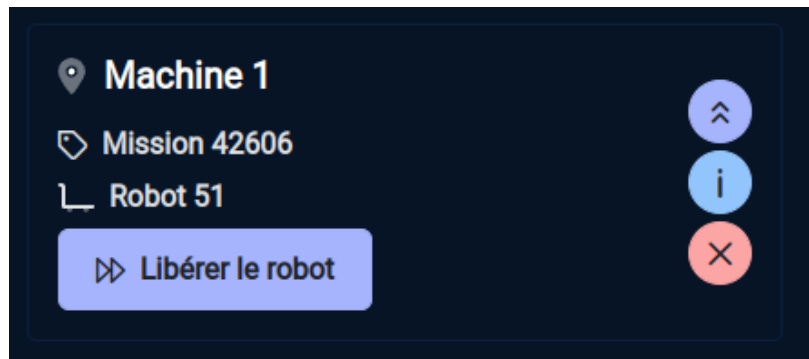 Machine 1
Mission 42606
Robot 51
Libérer le robot
i